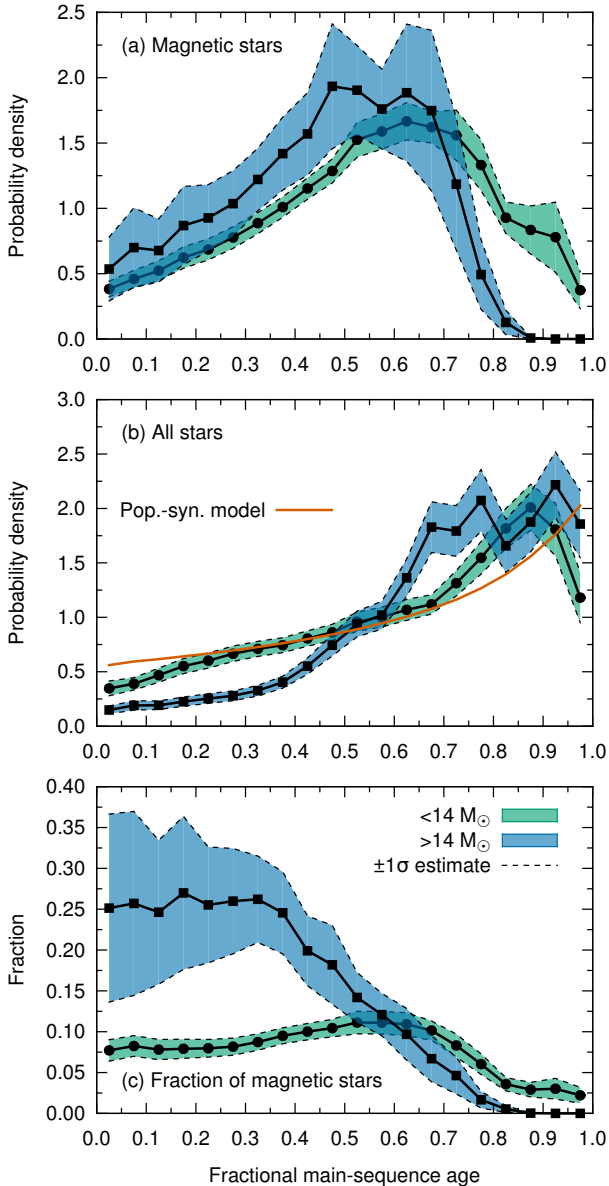 (a) Magnetic stars
Probability density
2.5
2.0
1.5
1.0
0.5
0.0
0.0 0.1 0.2 0.3 0.4 0.5 0.6 0.7 0.8 0.9 1.0
(b) All stars
Pop.-syn. model
Probability density
3.0
2.5
2.0
1.5
1.0
0.5
0.0
0.0 0.1 0.2 0.3 0.4 0.5 0.6 0.7 0.8 0.9 1.0
<14 M☉
>14 M☉
±1σ estimate
Fraction
0.40
0.35
0.30
0.25
0.20
0.15
0.10
0.05
0.00
(c) Fraction of magnetic stars
0.0 0.1 0.2 0.3 0.4 0.5 0.6 0.7 0.8 0.9 1.0
Fractional main-sequence age